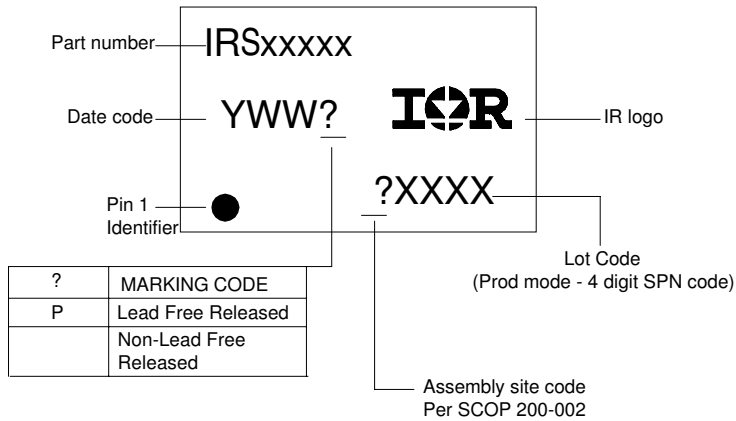 Part number
IRSxxxxx
Date code
YWW?
IOR
IR logo
Pin 1
Identifier
?XXXX
Lot Code
(Prod mode - 4 digit SPN code)
? MARKING CODE
P Lead Free Released
Non-Lead Free
Released
Assembly site code
Per SCOP 200-002